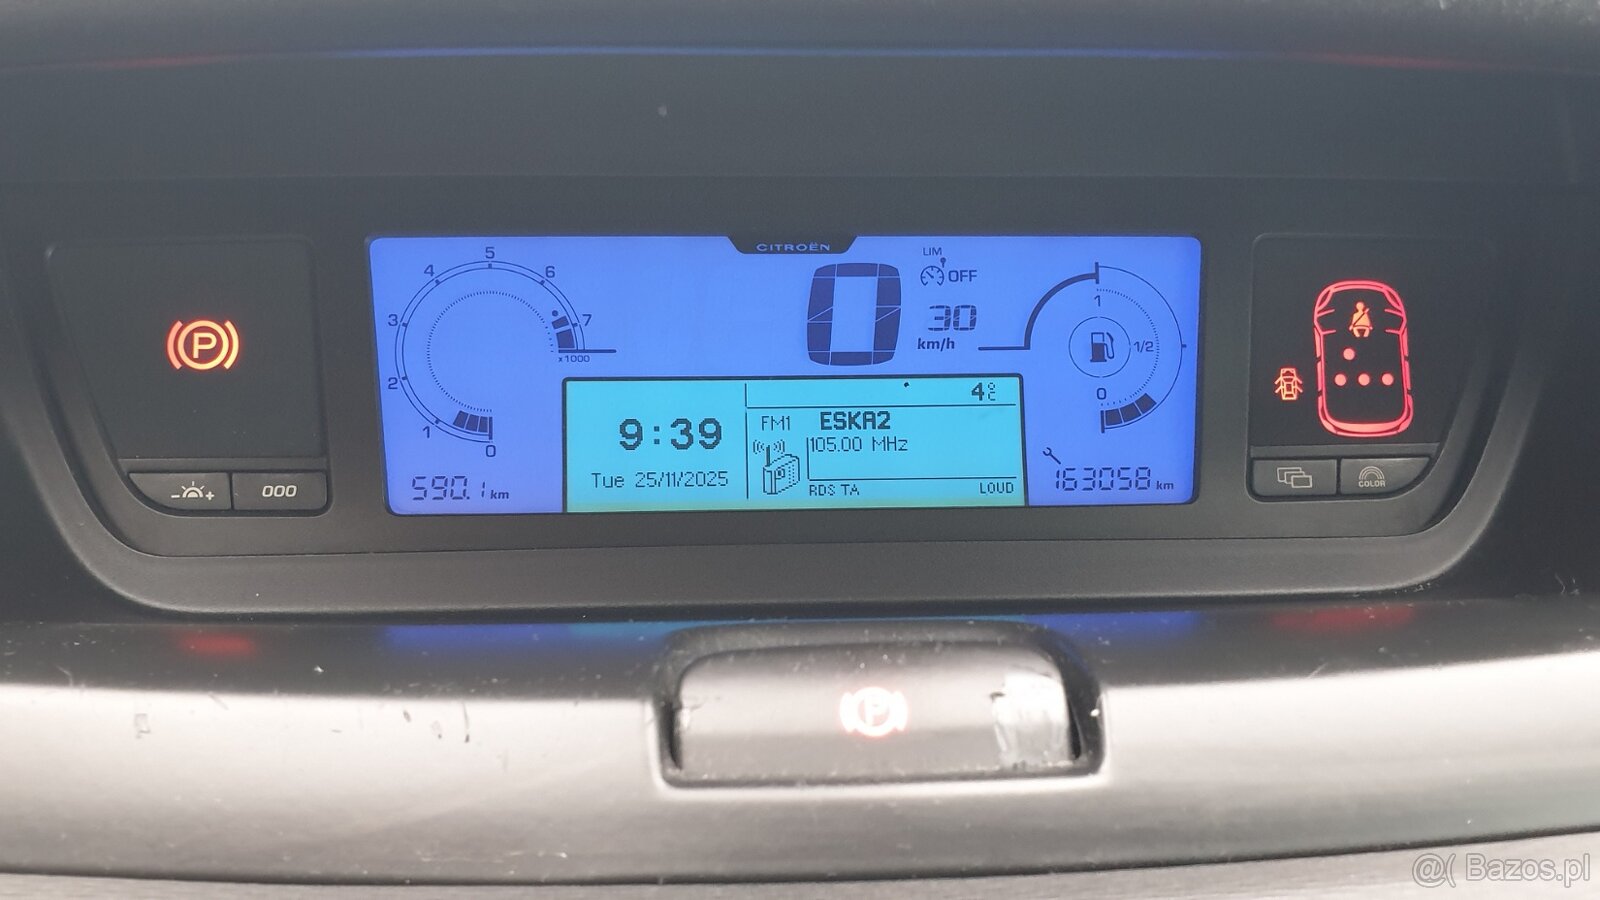 CITROËN
5
4
6
3
7
2
x1000
1
0
590.1 km
0
LIM
OFF
30
km/h
1
1/2
0
163058 km
9:39
Tue 25/11/2025
4°C
FM1 ESKA2
105.00 MHz
RDS TA
LOUD
P
- +
000
COLOR
P
@( Bazos.pl